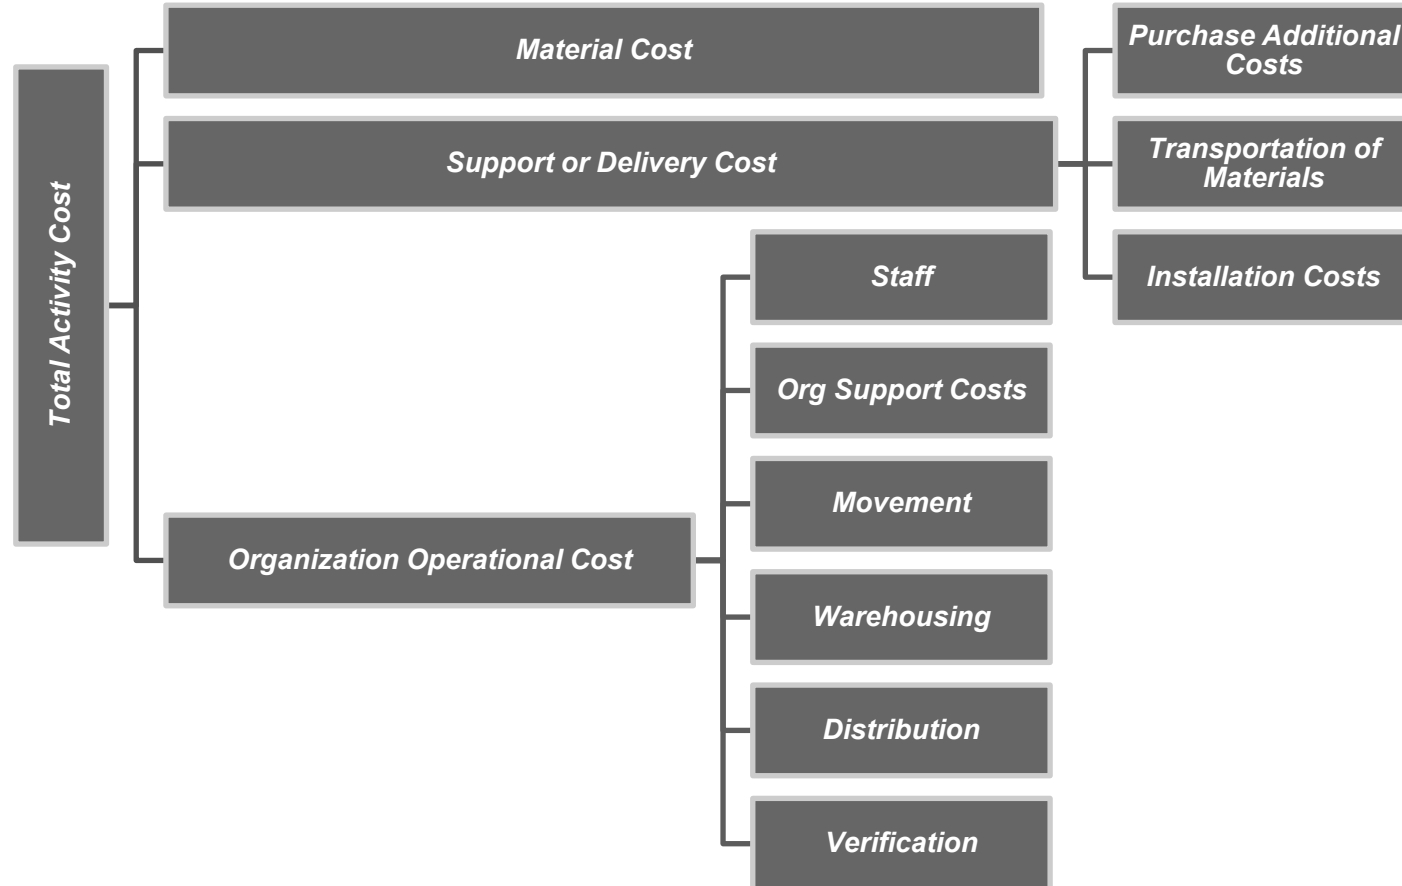 Total Activity Cost
Material Cost
Support or Delivery Cost
Purchase Additional
Costs
Transportation of
Materials
Installation Costs
Organization Operational Cost
Staff
Org Support Costs
Movement
Warehousing
Distribution
Verification